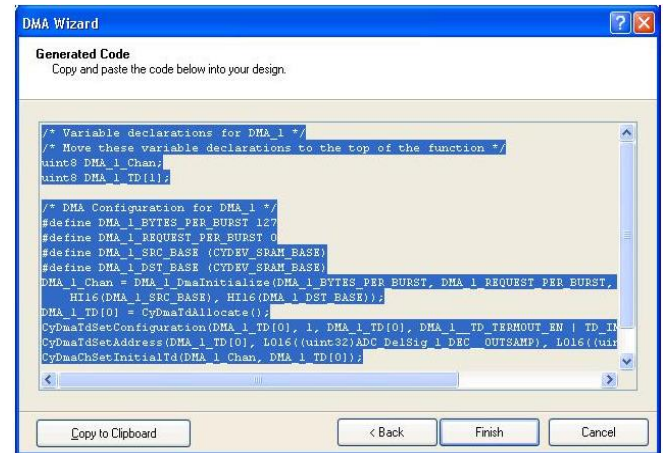 DMA Wizard
Generated Code
Copy and paste the code below into your design.
/* Variable declarations for DMA_1 */
/* Move these variable declarations to the top of the function */
uint8 DMA_1_Chan;
uint8 DMA_1_TD[1];
/* DMA Configuration for DMA_1 */
#define DMA_1_BYTES_PER_BURST 127
#define DMA_1_REQUEST_PER_BURST 0
#define DMA_1_SRC_BASE (CYDEV_SRAM_BASE)
#define DMA_1_DST_BASE (CYDEV_SRAM_BASE)
DMA_1_Chan = DMA_1_DmaInitialize(DMA_1_BYTES_PER_BURST, DMA_1_REQUEST_PER_BURST,
HI16(DMA_1_SRC_BASE), HI16(DMA_1_DST_BASE));
DMA_1_TD[0] = CyDmaTdAllocate();
CyDmaTdSetConfiguration(DMA_1_TD[0], 1, DMA_1_TD[0], DMA_1__TD_TERMOUT_EN | TD_IN
CyDmaTdSetAddress(DMA_1_TD[0], LO16((uint32)ADC_DelSig_1_DEC__OUTSAMP), LO16((uin
CyDmaChSetInitialTd(DMA_1_Chan, DMA_1_TD[0]);
Copy to Clipboard < Back Finish Cancel